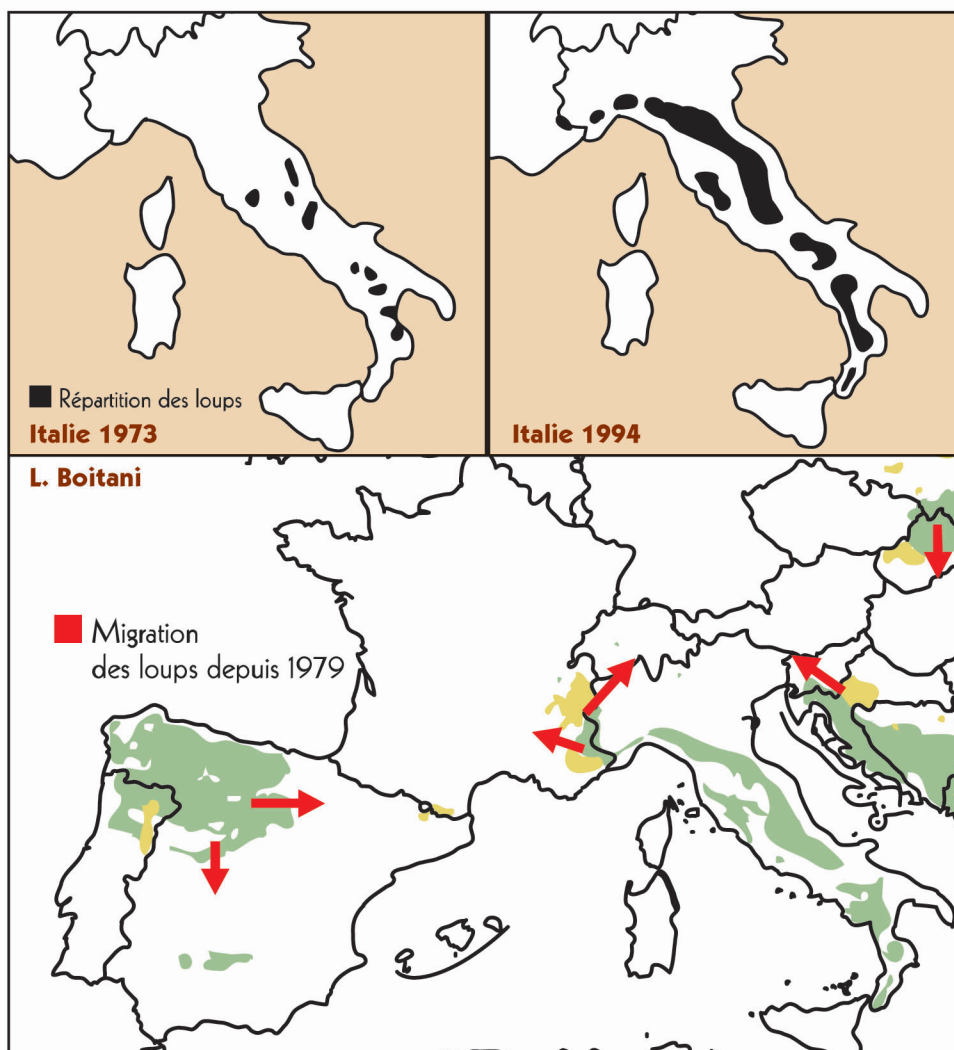 Répartition des loups
Italie 1973
Italie 1994
L. Boitani
Migration
des loups depuis 1979